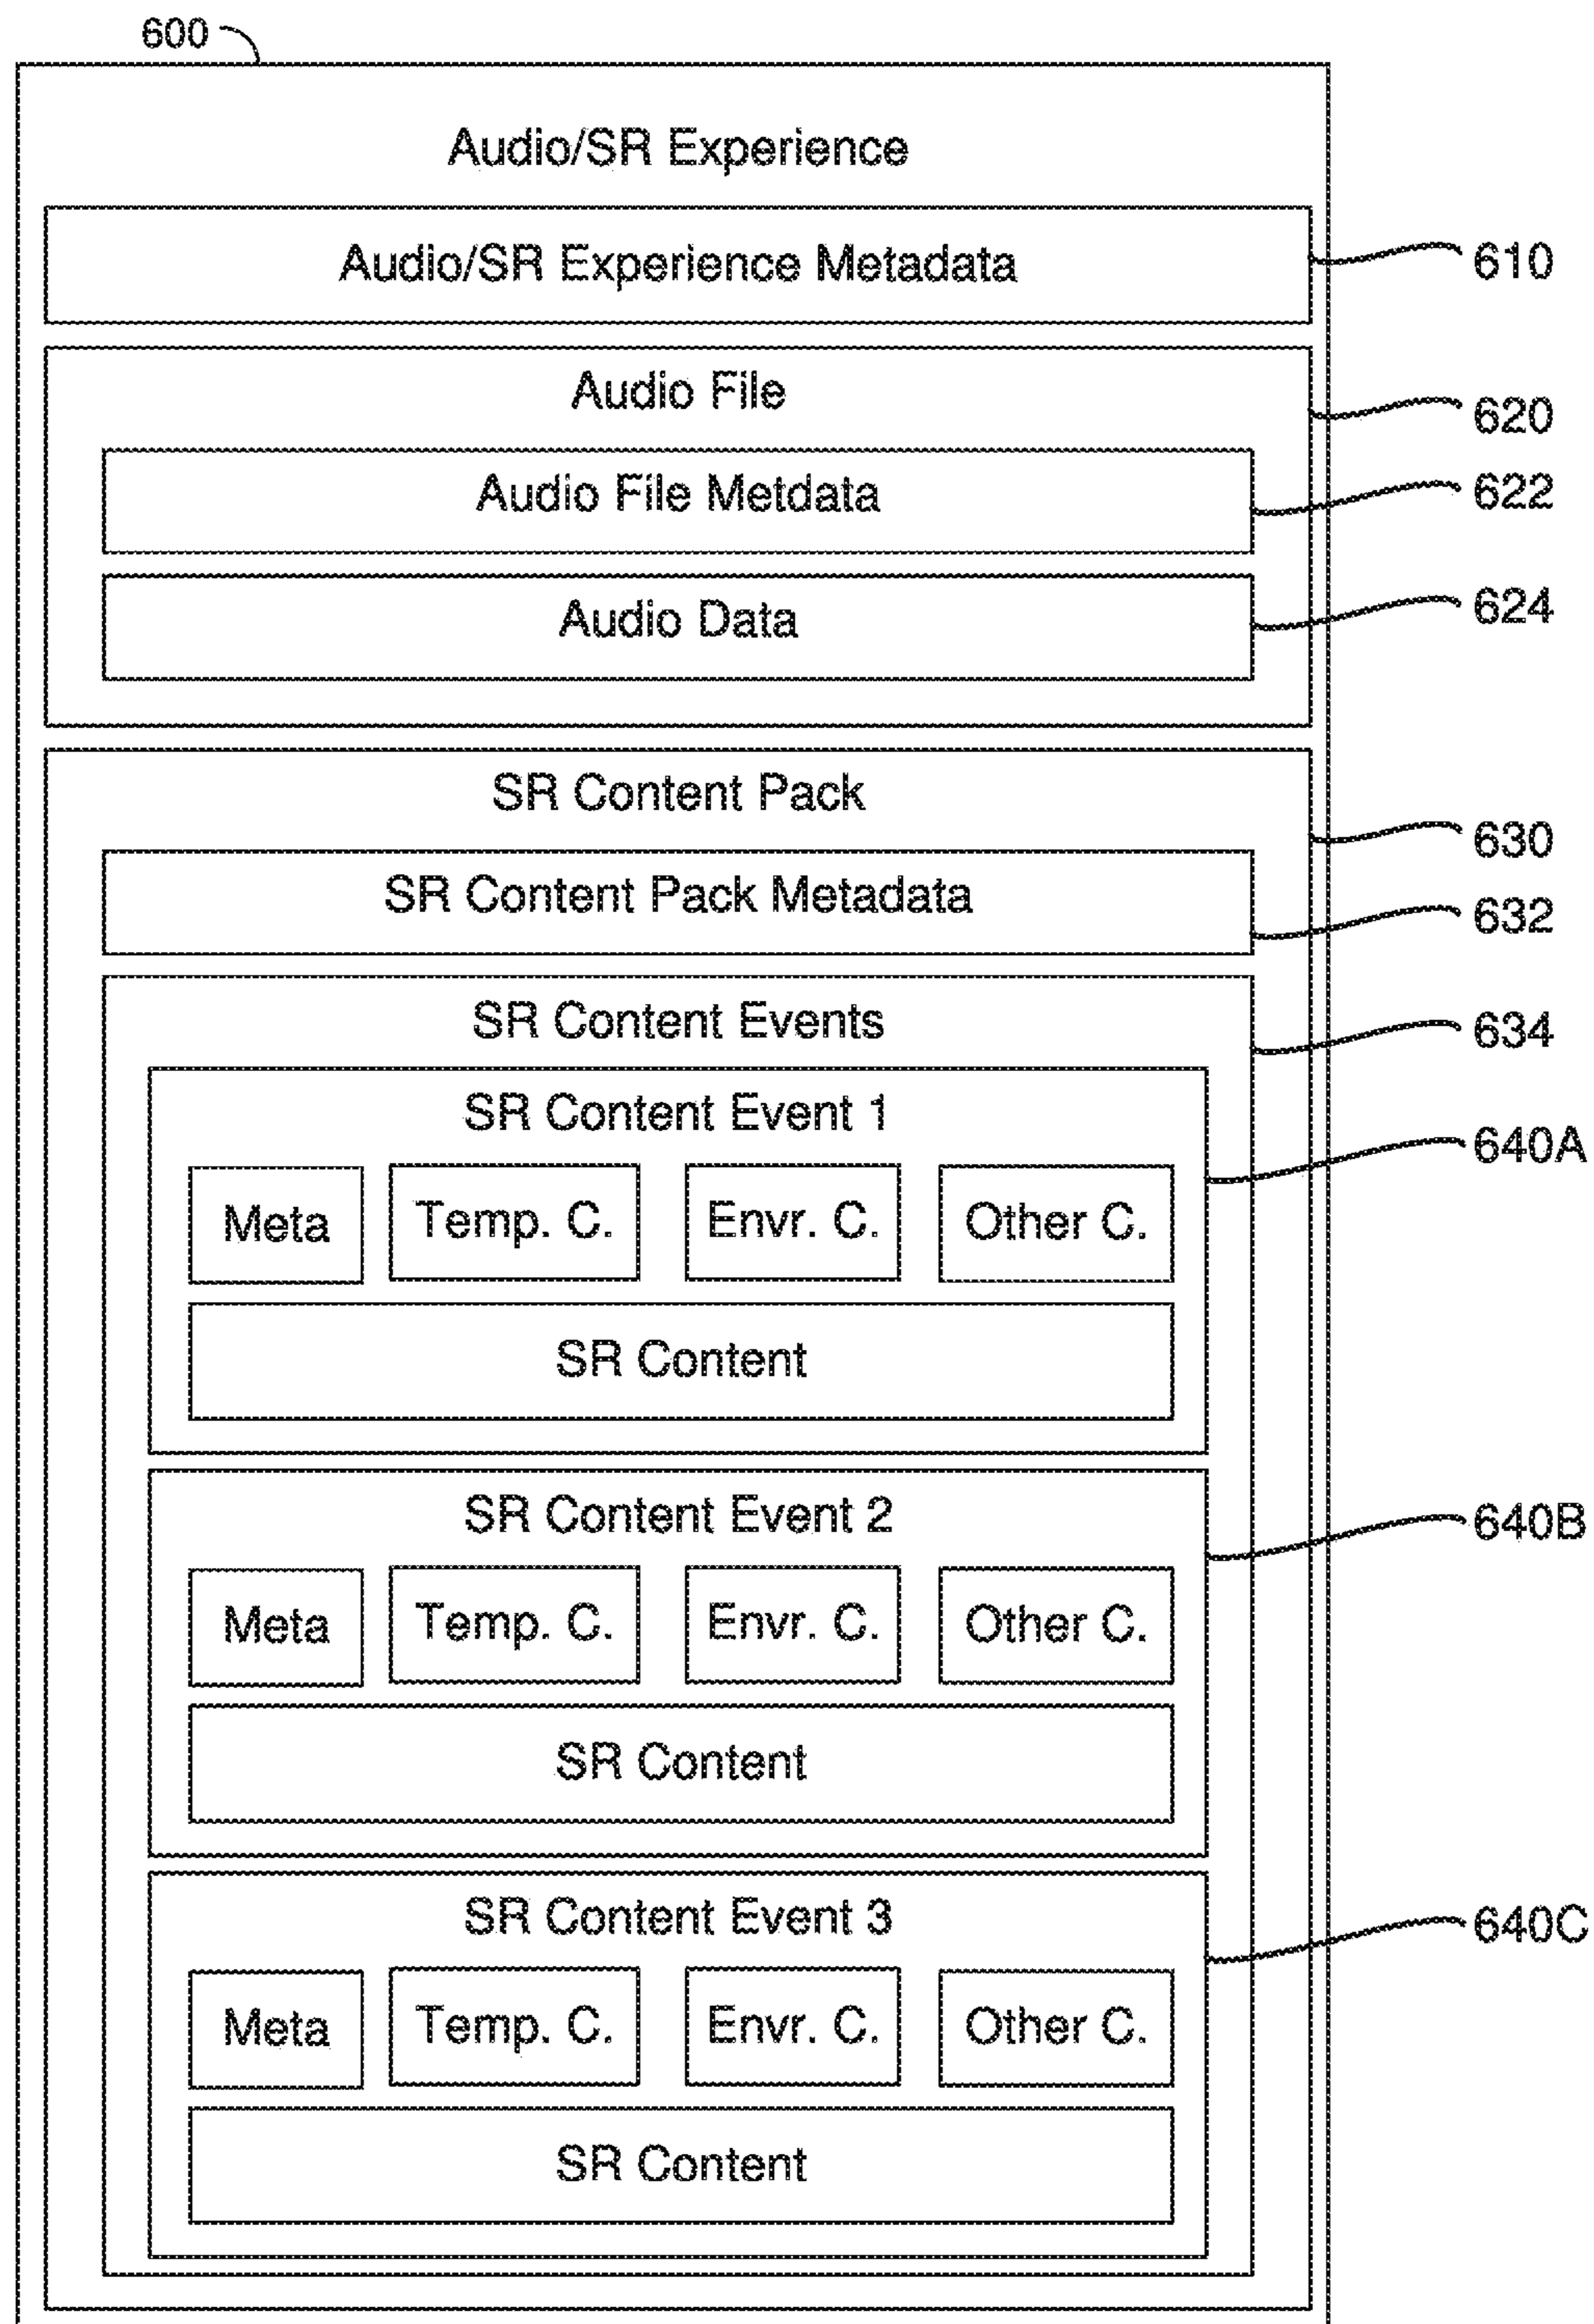 600
Audio/SR Experience
Audio/SR Experience Metadata
610
Audio File
620
Audio File Metdata
622
Audio Data
624
SR Content Pack
630
SR Content Pack Metadata
632
SR Content Events
634
SR Content Event 1
640A
Meta Temp. C. Envr. C. Other C.
SR Content
SR Content Event 2
640B
Meta Temp. C. Envr. C. Other C.
SR Content
SR Content Event 3
640C
Meta Temp. C. Envr. C. Other C.
SR Content